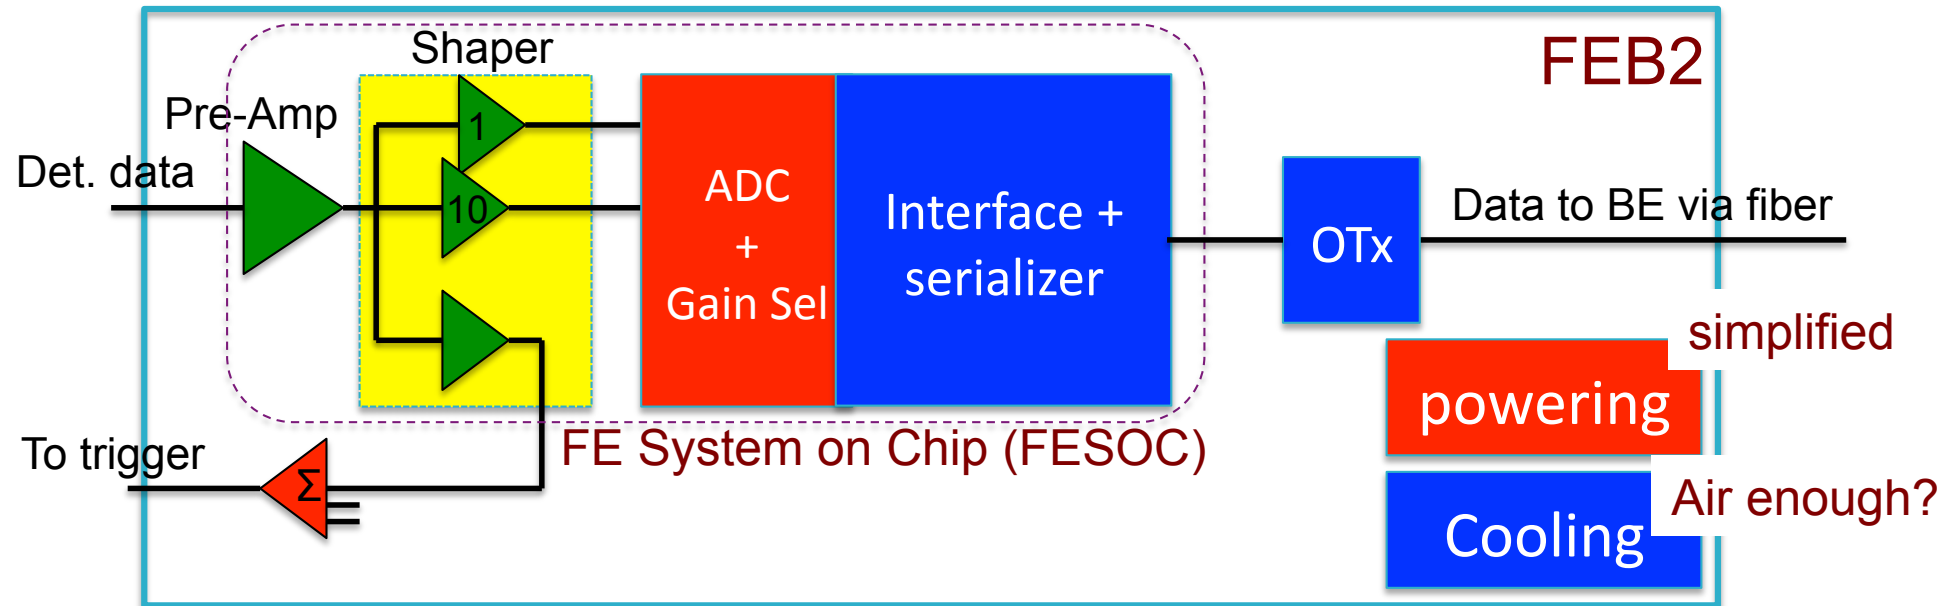 Shaper
FEB2
Pre-Amp
1
Det. data
10
ADC
+
Gain Sel
Interface +
serializer
OTx
Data to BE via fiber
simplified
powering
To trigger
Σ
FE System on Chip (FESOC)
Air enough?
Cooling